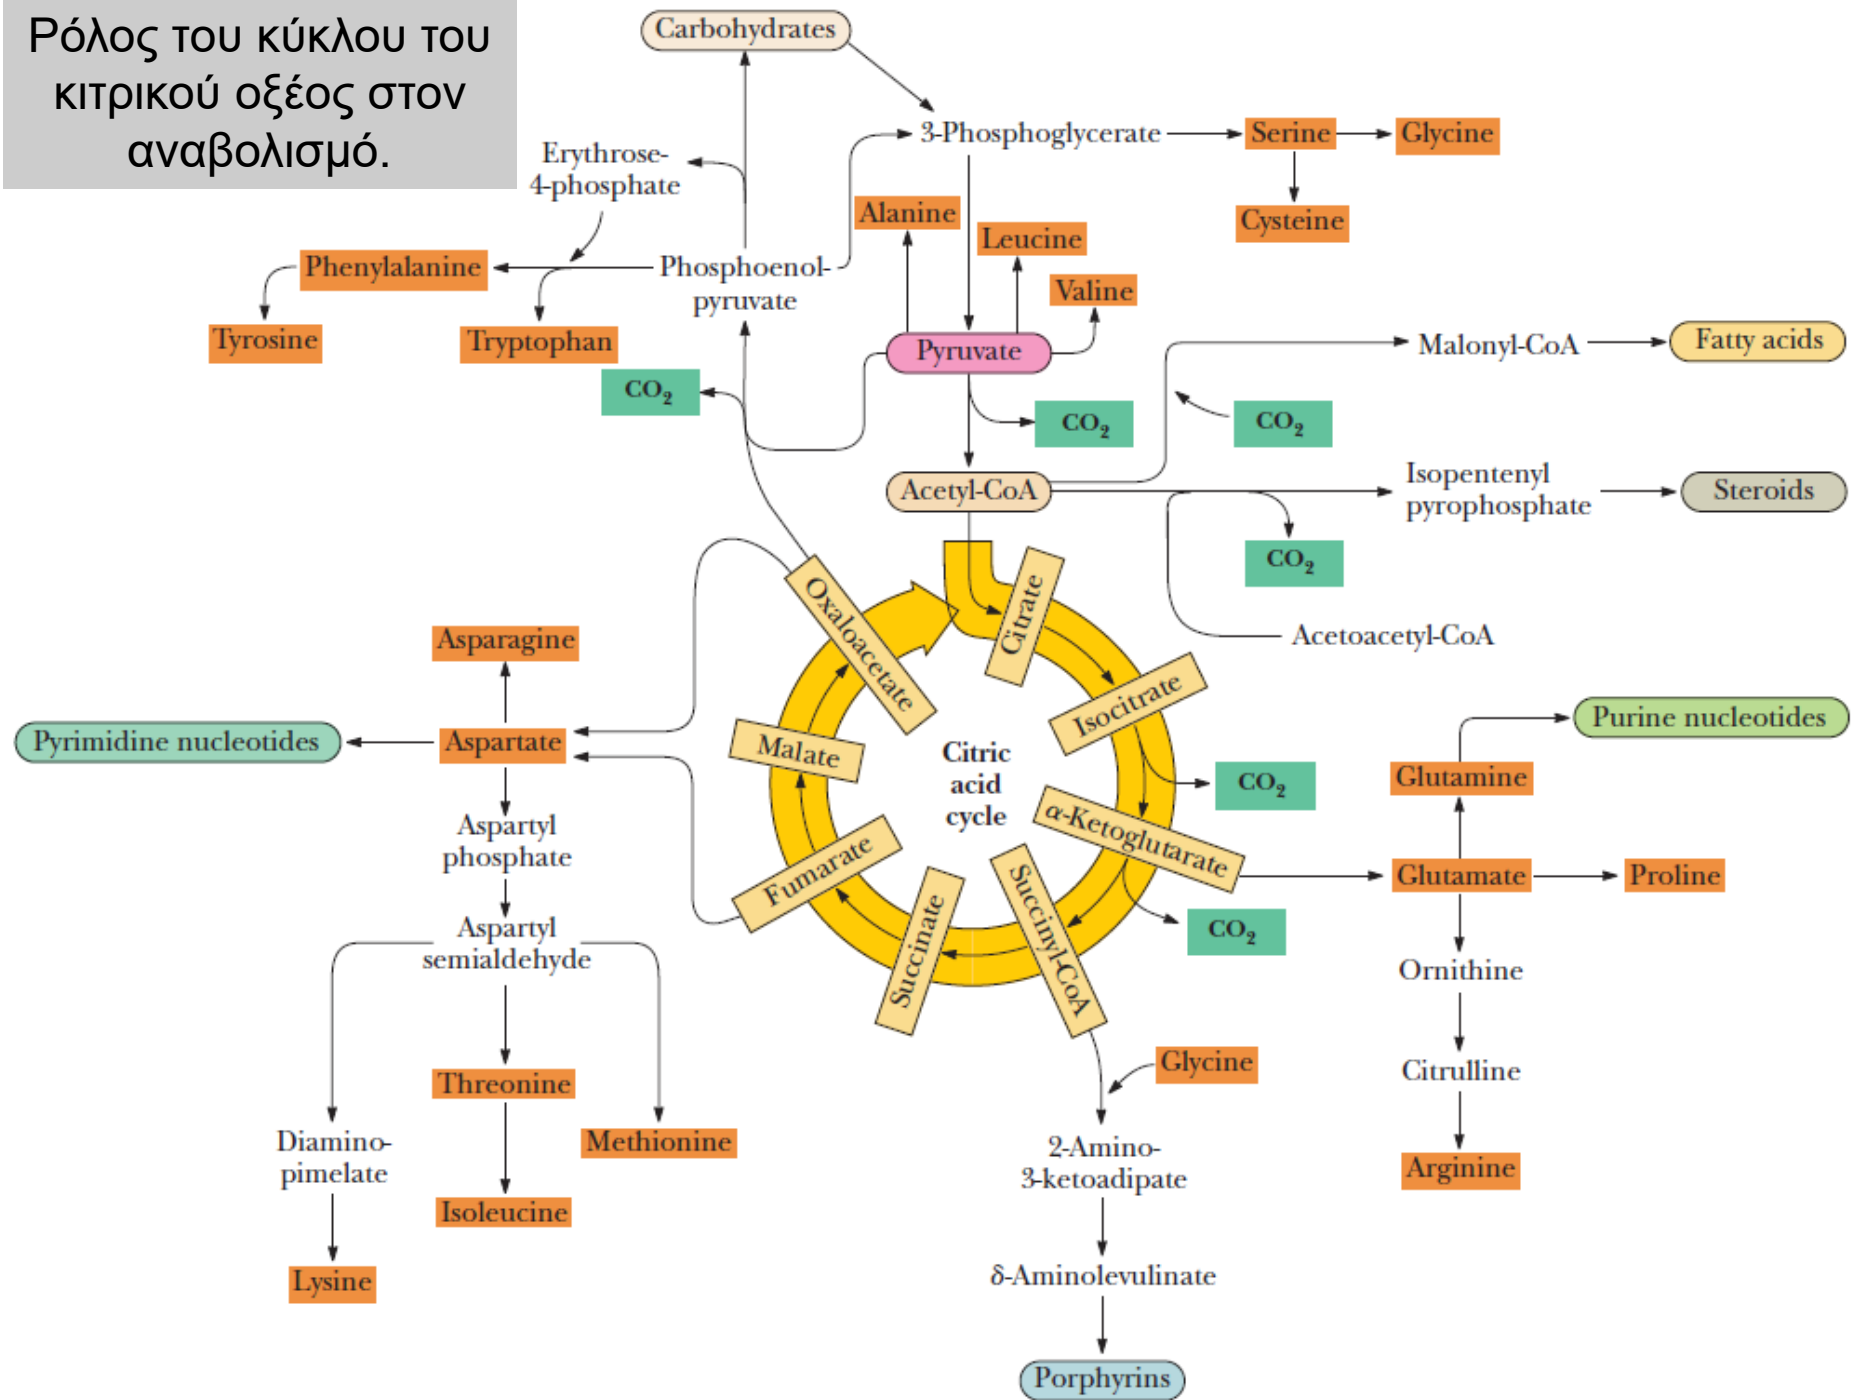 Ρόλος του κύκλου του
κιτρικού οξέος στον
αναβολισμό.
Carbohydrates
3-Phosphoglycerate
Serine
Glycine
Erythrose-
4-phosphate
Alanine
Cysteine
Leucine
Phenylalanine
Phosphoenol-
pyruvate
Valine
Tyrosine
Tryptophan
Pyruvate
Malonyl-CoA
Fatty acids
CO2
CO2
CO2
Acetyl-CoA
Isopentenyl
pyrophosphate
Steroids
CO2
Oxaloacetate
Citrate
Acetoacetyl-CoA
Asparagine
Isocitrate
Purine nucleotides
Pyrimidine nucleotides
Aspartate
Malate
Citric
acid
cycle
CO2
Glutamine
Aspartyl
phosphate
α-Ketoglutarate
Fumarate
Glutamate
Proline
Succinate
Succinyl-CoA
CO2
Aspartyl
semialdehyde
Ornithine
Threonine
Glycine
Citrulline
Diamino-
pimelate
Methionine
2-Amino-
3-ketoadipate
Arginine
Isoleucine
Lysine
δ-Aminolevulinate
Porphyrins